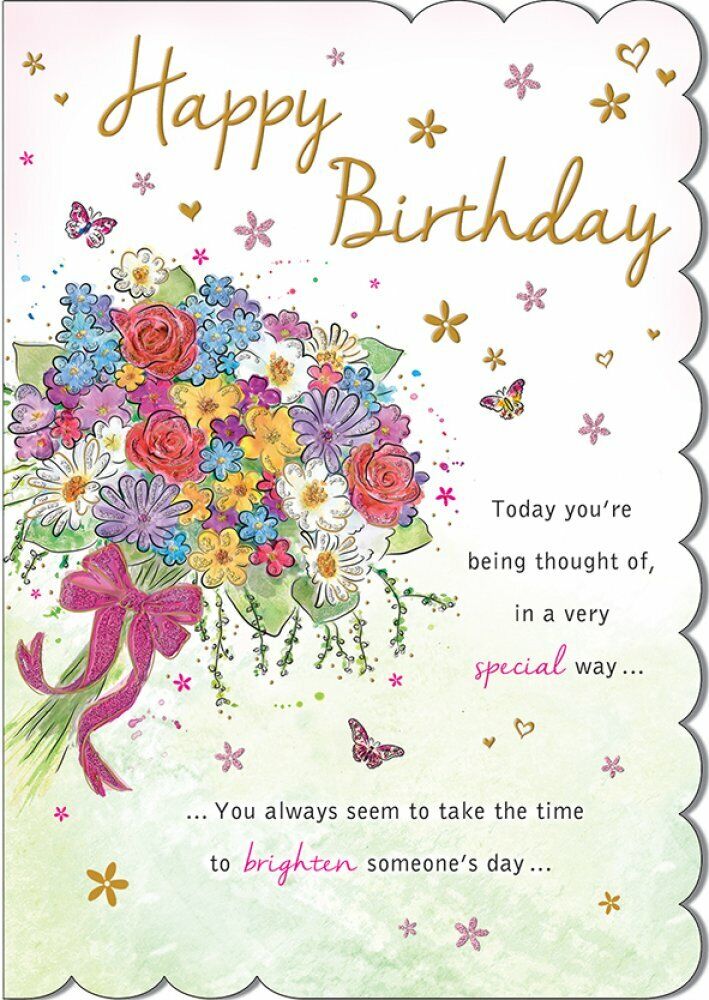 Happy
Birthday
Today you're
being thought of,
in a very
special way...
...You always seem to take the time
to brighten someone's day...